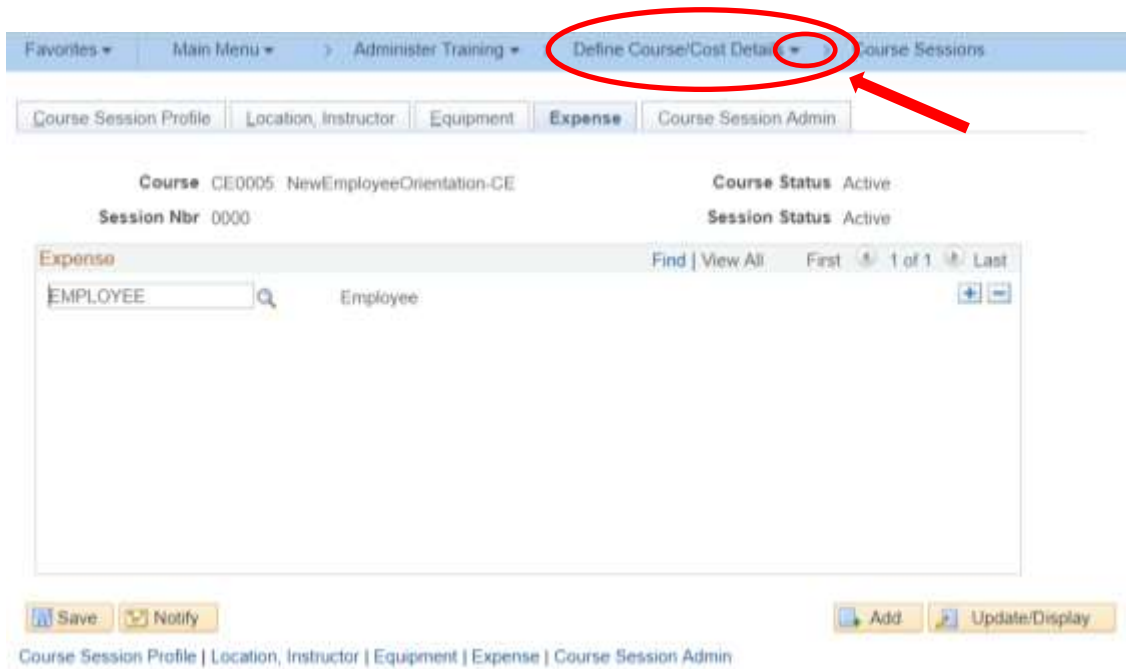 Favorites Main Menu > Administer Training > Define Course/Cost Details > Course Sessions
Course Session Profile Location, Instructor Equipment Expense Course Session Admin
Course CE0005 NewEmployeeOrientation-CE Course Status Active
Session Nbr 0000 Session Status Active
Expense Find | View All First 1 of 1 Last
EMPLOYEE Employee
Save Notify Add Update/Display
Course Session Profile | Location, Instructor | Equipment | Expense | Course Session Admin